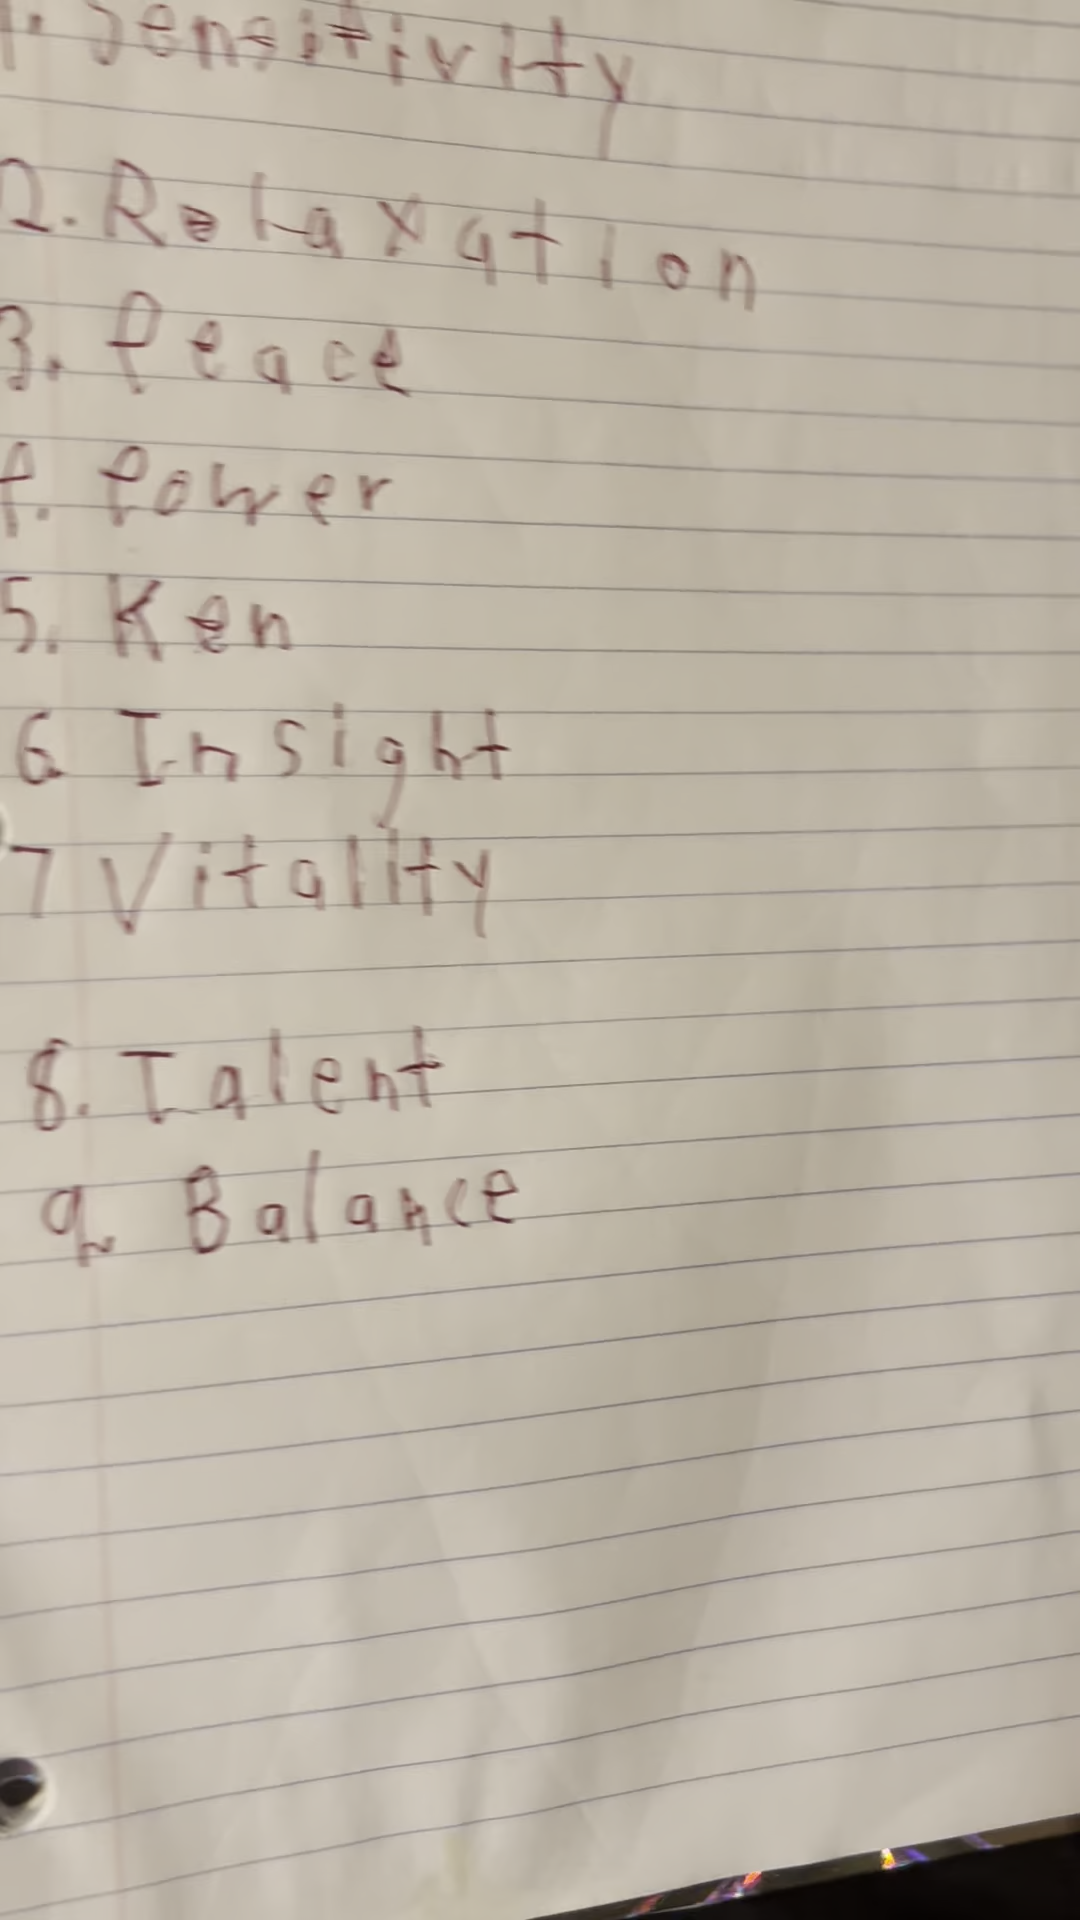 1. Sensitivity
2. Relaxation
3. Peace
4. Power
5. Ken
6. Insight
7 Vitality
8. Talent
9. Balance